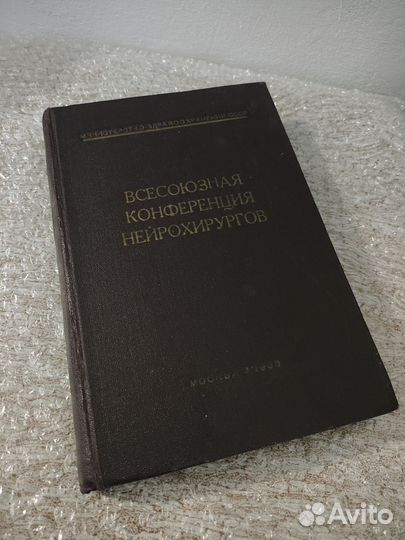 МИНИСТЕРСТВО ЗДРАВООХРАНЕНИЯ СССР
ВСЕСОЮЗНАЯ
КОНФЕРЕНЦИЯ
НЕЙРОХИРУРГОВ
МОСКВА
Avito